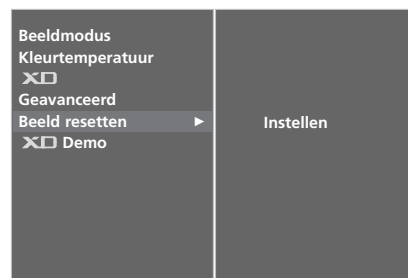 Beeldmodus
Kleurtemperatuur
XD
Geavanceerd
Beeld resetten ►
XD Demo
Instellen